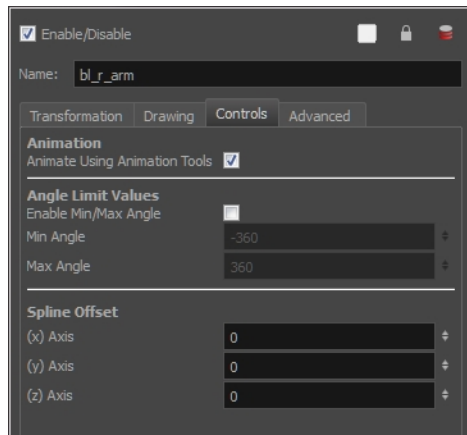 Enable/Disable
Name: bl_r_arm
Transformation Drawing Controls Advanced
Animation
Animate Using Animation Tools
Angle Limit Values
Enable Min/Max Angle
Min Angle -360
Max Angle 360
Spline Offset
(x) Axis 0
(y) Axis 0
(z) Axis 0